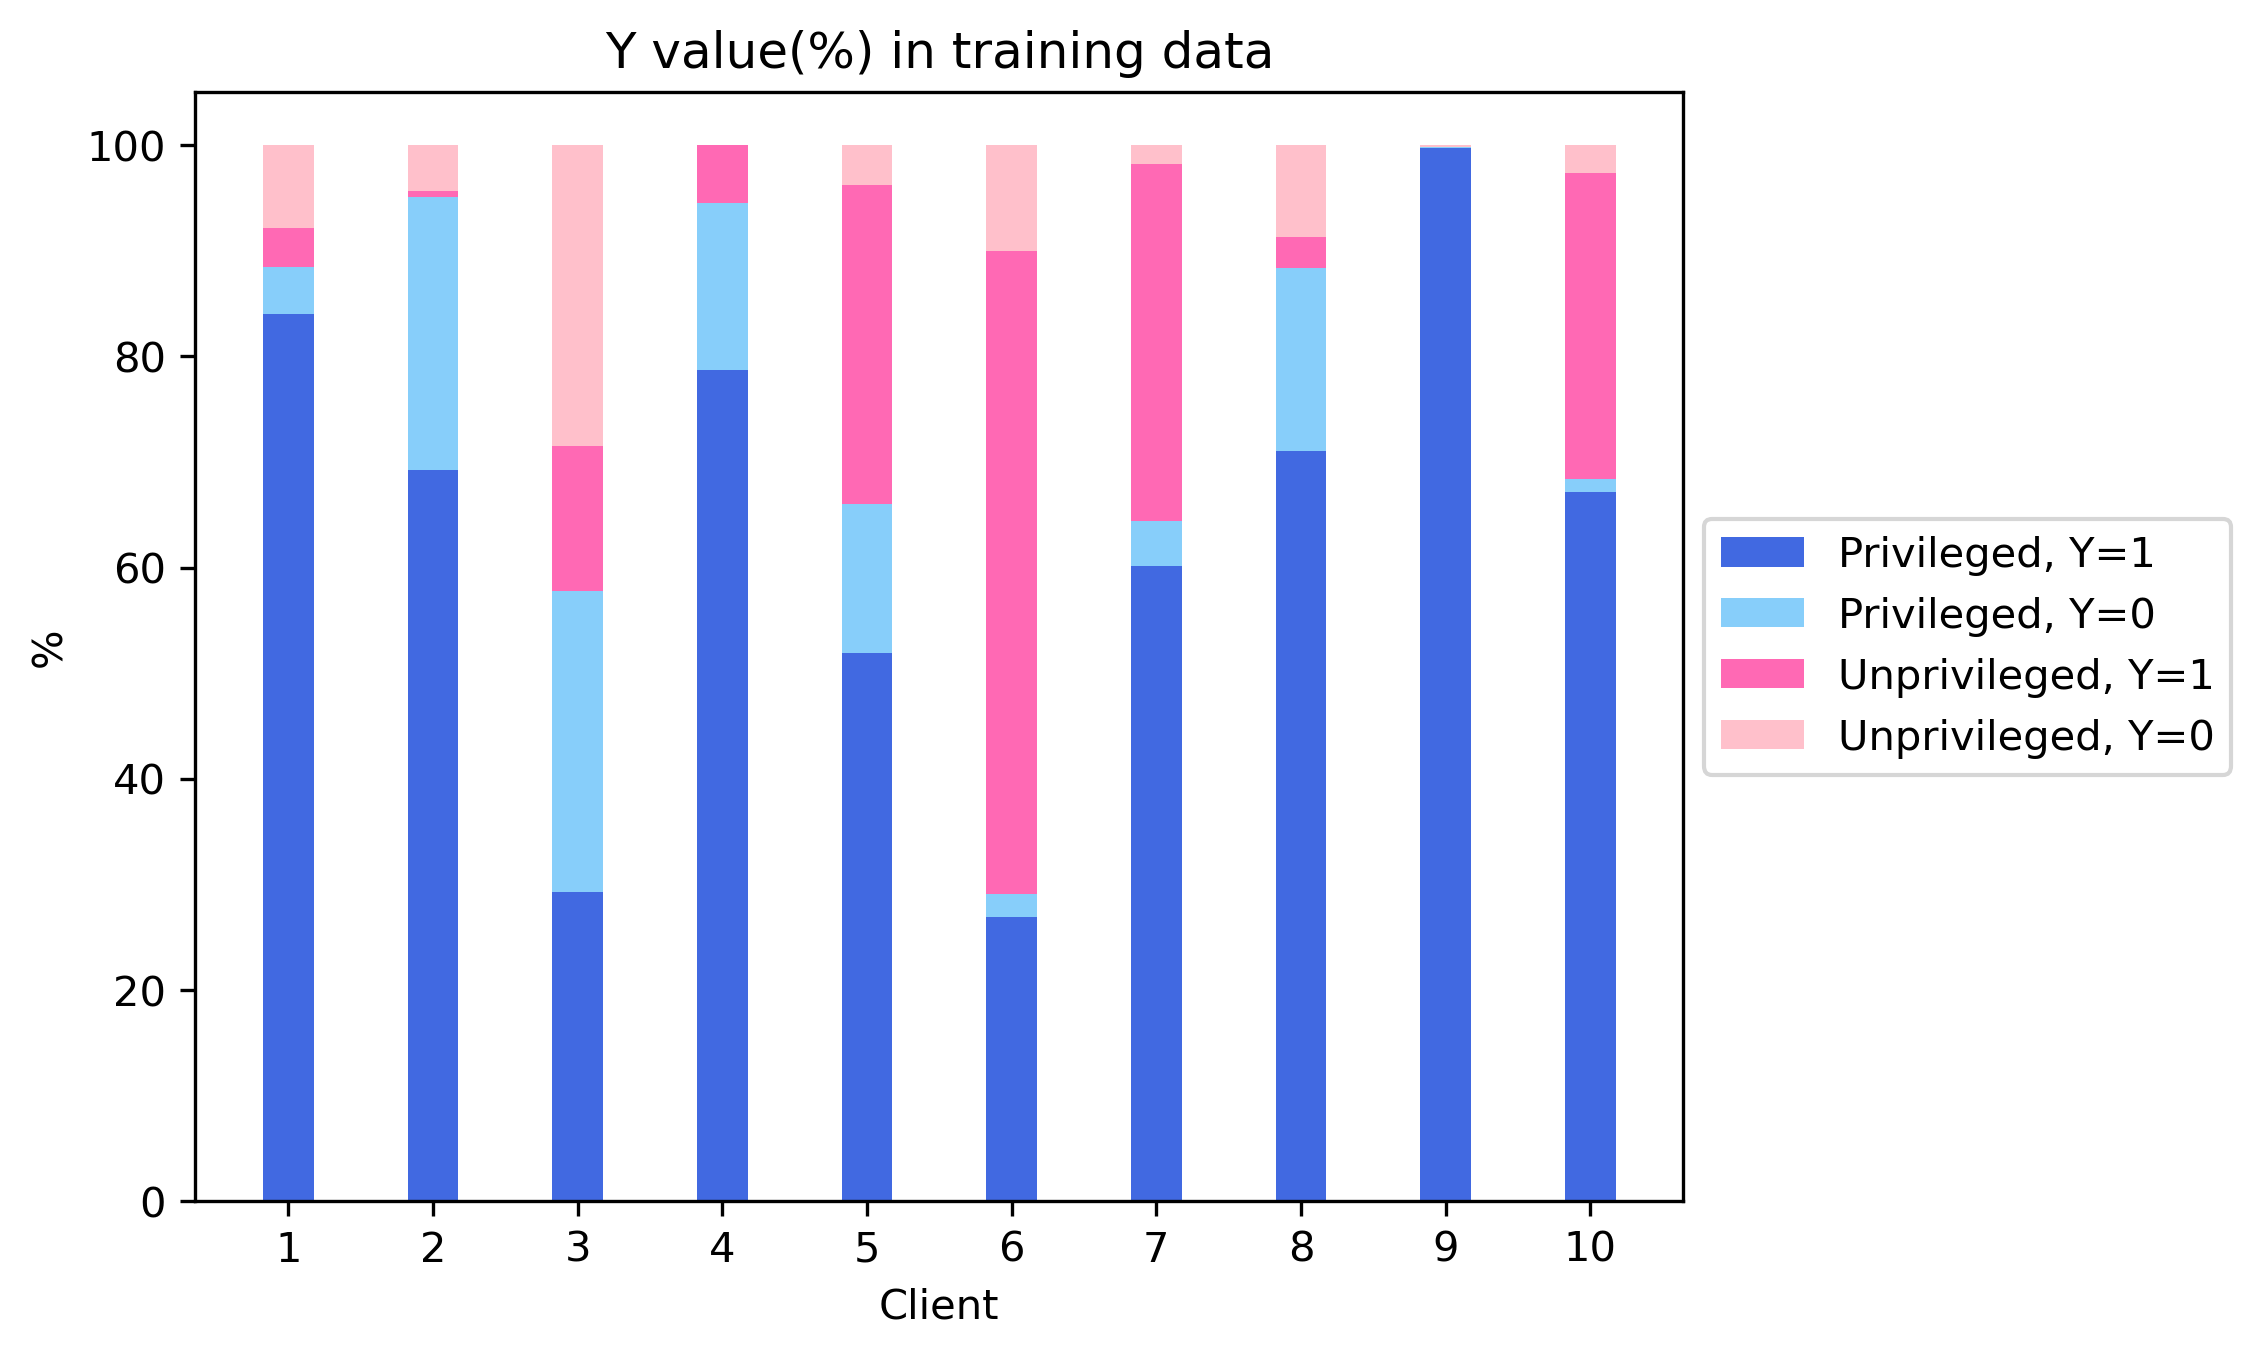 Y value(%) in training data
100
80
60
40
20
0
%
1 2 3 4 5 6 7 8 9 10
Client
Privileged, Y=1
Privileged, Y=0
Unprivileged, Y=1
Unprivileged, Y=0